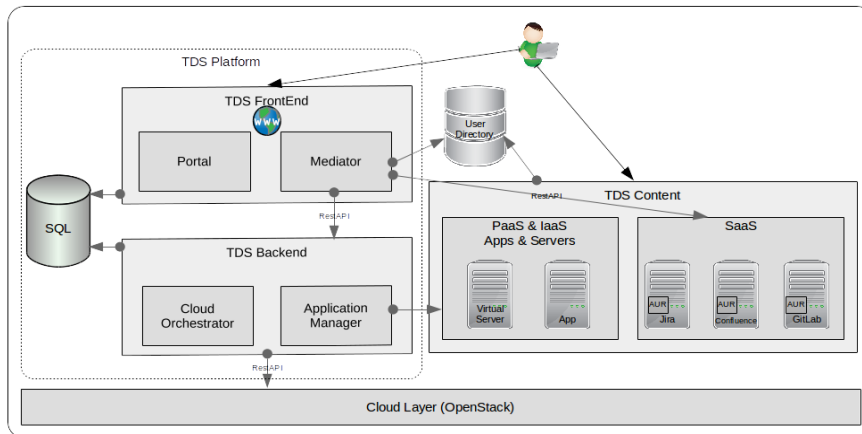 TDS Platform
TDS FrontEnd
WWW
Portal
Mediator
User
Directory
RestAPI
TDS Content
SQL
RestAPI
PaaS & IaaS
Apps & Servers
SaaS
TDS Backend
Cloud
Orchestrator
Application
Manager
Virtual
Server
App
AUR
Jira
AUR
Confluence
AUR
GitLab
RestAPI
Cloud Layer (OpenStack)